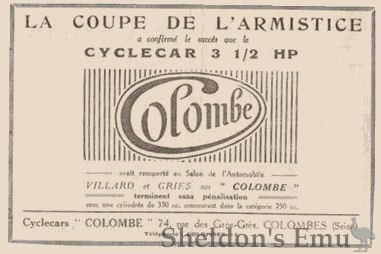 LA COUPE DE L'ARMISTICE
a confirmé le succès que le
CYCLECAR 3 1/2 HP
Colombe
avait remporté au Salon de l'Automobile
VILLARD et GRIES sur "COLOMBE"
terminent sans pénalisation
avec une cylindrée de 350 cc. concourant dans la catégorie 750 cc.
Cyclecars "COLOMBE" 74, rue des Gros-Grès, COLOMBES (Seine)
Sheldon's Emu